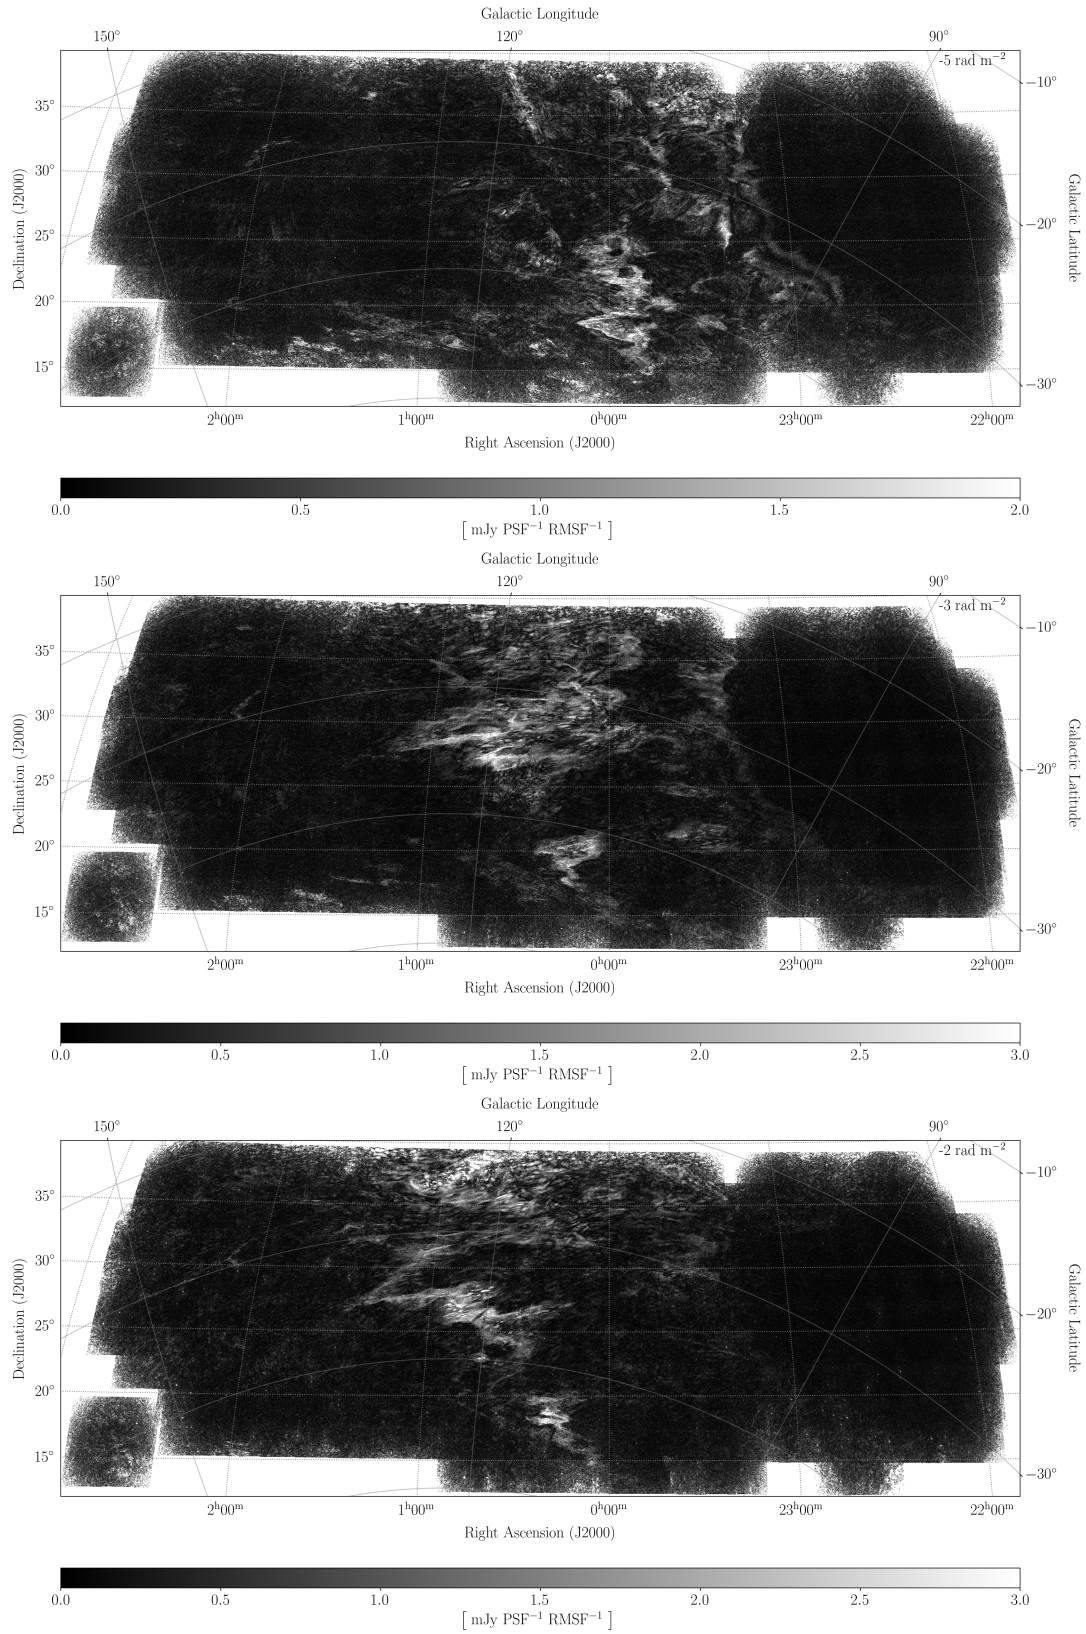 Galactic Longitude
150° 120° 90°
-5 rad m⁻²
−10°
35°
30°
25°
−20°
20°
15°
−30°
Declination (J2000)
Galactic Latitude
2ʰ00ᵐ 1ʰ00ᵐ 0ʰ00ᵐ 23ʰ00ᵐ 22ʰ00ᵐ
Right Ascension (J2000)
0.0 0.5 1.0 1.5 2.0
[ mJy PSF⁻¹ RMSF⁻¹ ]
Galactic Longitude
150° 120° 90°
-3 rad m⁻²
−10°
35°
30°
25°
−20°
20°
15°
−30°
Declination (J2000)
Galactic Latitude
2ʰ00ᵐ 1ʰ00ᵐ 0ʰ00ᵐ 23ʰ00ᵐ 22ʰ00ᵐ
Right Ascension (J2000)
0.0 0.5 1.0 1.5 2.0 2.5 3.0
[ mJy PSF⁻¹ RMSF⁻¹ ]
Galactic Longitude
150° 120° 90°
-2 rad m⁻²
−10°
35°
30°
25°
−20°
20°
15°
−30°
Declination (J2000)
Galactic Latitude
2ʰ00ᵐ 1ʰ00ᵐ 0ʰ00ᵐ 23ʰ00ᵐ 22ʰ00ᵐ
Right Ascension (J2000)
0.0 0.5 1.0 1.5 2.0 2.5 3.0
[ mJy PSF⁻¹ RMSF⁻¹ ]